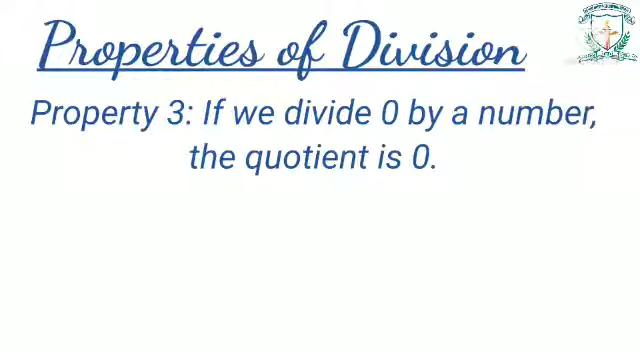 Properties of Division
Property 3: If we divide 0 by a number,
the quotient is 0.